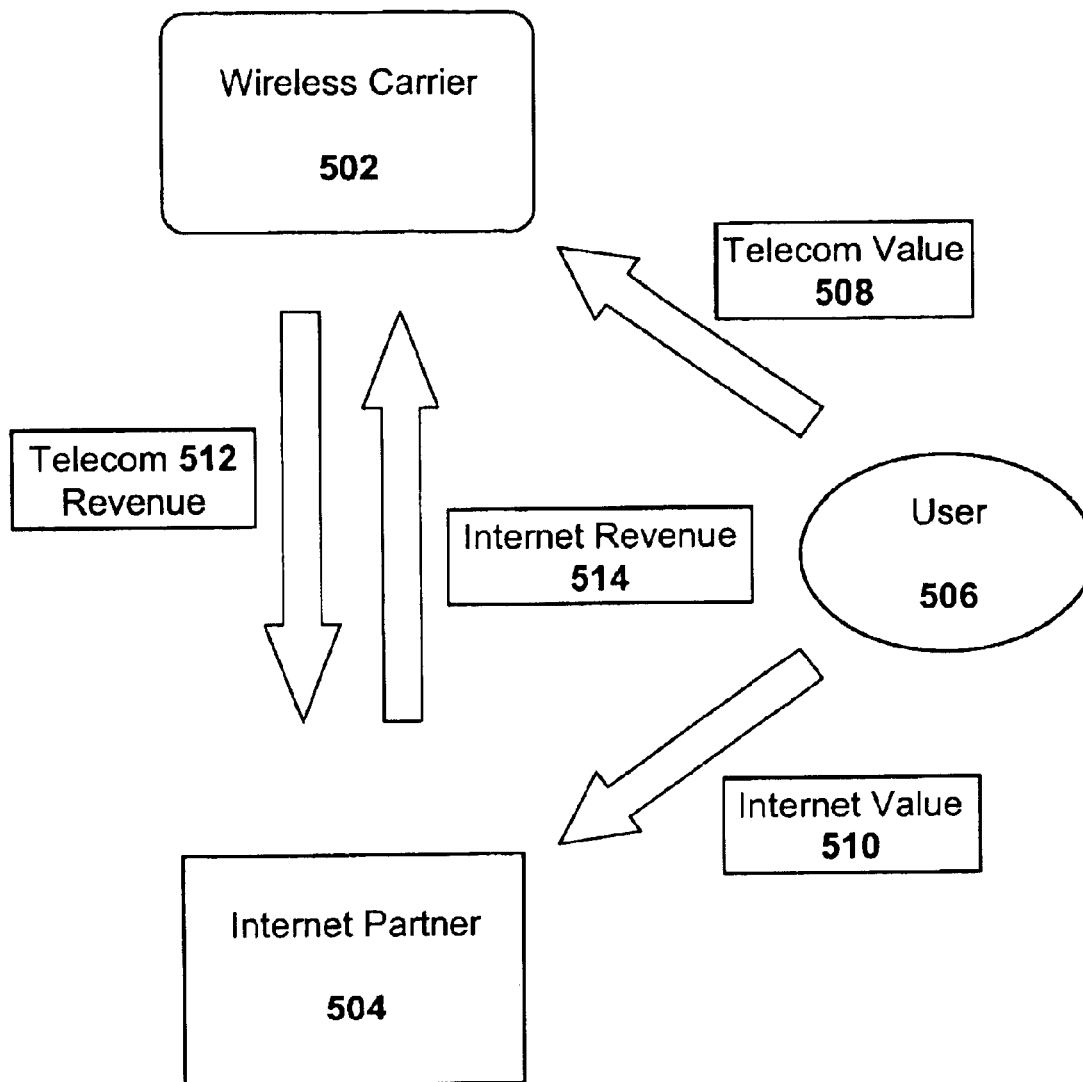 Wireless Carrier
502
Telecom Value
508
Telecom 512
Revenue
Internet Revenue
514
User
506
Internet Value
510
Internet Partner
504